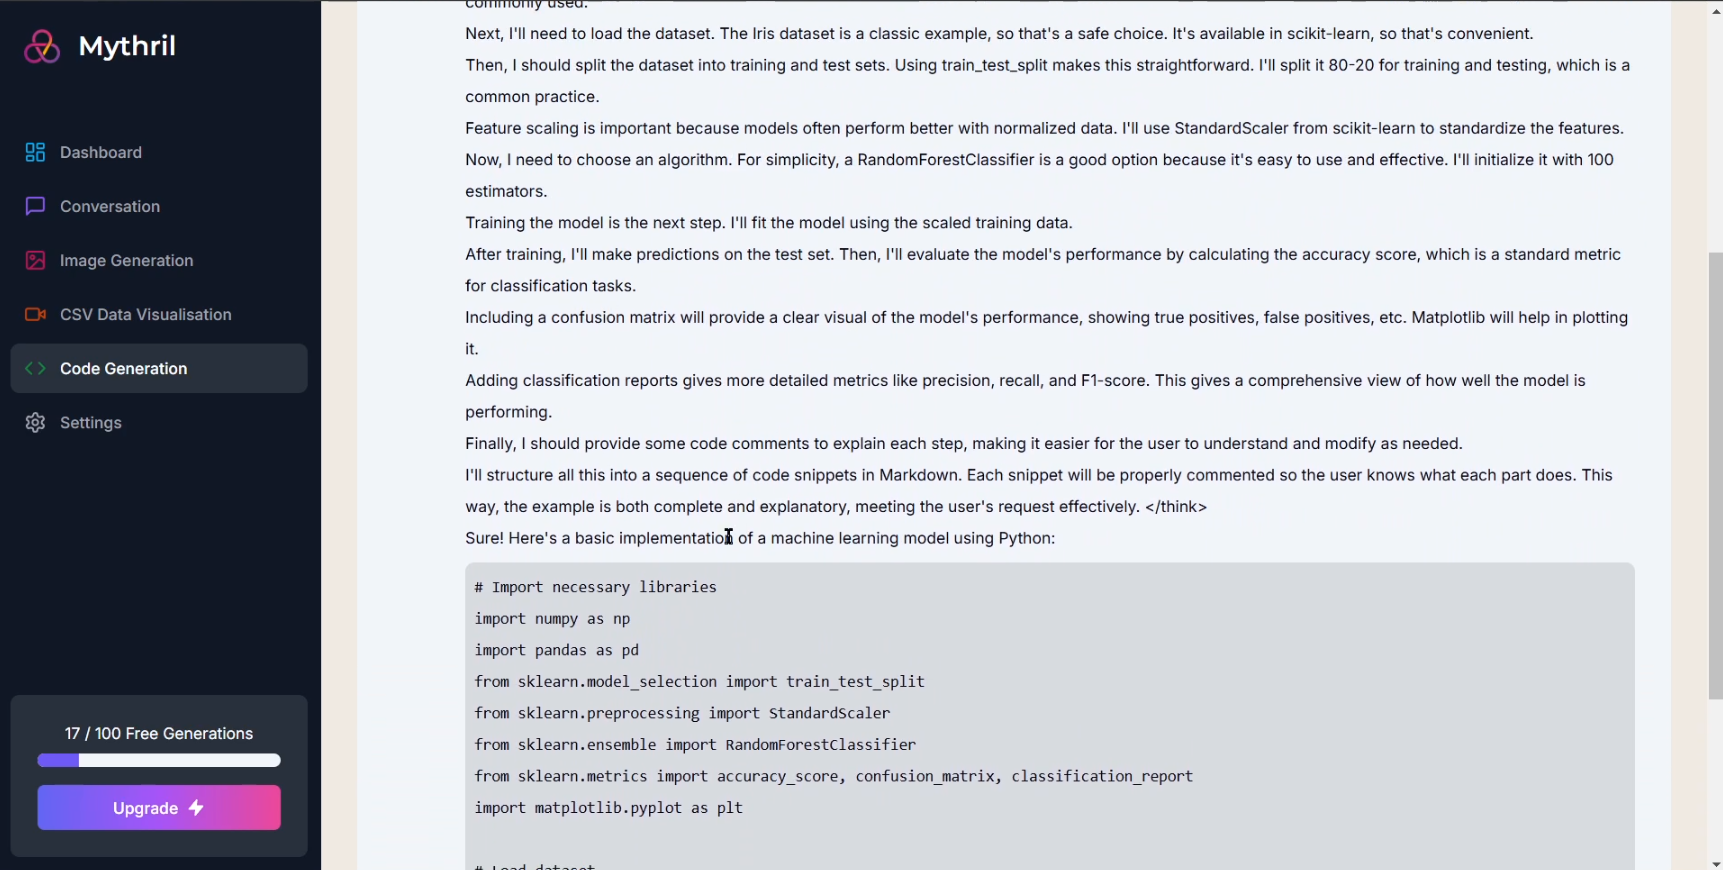 Mythril
Dashboard
Conversation
Image Generation
CSV Data Visualisation
Code Generation
Settings
17 / 100 Free Generations
Upgrade
commonly used.
Next, I'll need to load the dataset. The Iris dataset is a classic example, so that's a safe choice. It's available in scikit-learn, so that's convenient.
Then, I should split the dataset into training and test sets. Using train_test_split makes this straightforward. I'll split it 80-20 for training and testing, which is a
common practice.
Feature scaling is important because models often perform better with normalized data. I'll use StandardScaler from scikit-learn to standardize the features.
Now, I need to choose an algorithm. For simplicity, a RandomForestClassifier is a good option because it's easy to use and effective. I'll initialize it with 100
estimators.
Training the model is the next step. I'll fit the model using the scaled training data.
After training, I'll make predictions on the test set. Then, I'll evaluate the model's performance by calculating the accuracy score, which is a standard metric
for classification tasks.
Including a confusion matrix will provide a clear visual of the model's performance, showing true positives, false positives, etc. Matplotlib will help in plotting
it.
Adding classification reports gives more detailed metrics like precision, recall, and F1-score. This gives a comprehensive view of how well the model is
performing.
Finally, I should provide some code comments to explain each step, making it easier for the user to understand and modify as needed.
I'll structure all this into a sequence of code snippets in Markdown. Each snippet will be properly commented so the user knows what each part does. This
way, the example is both complete and explanatory, meeting the user's request effectively. </think>
Sure! Here's a basic implementation of a machine learning model using Python:
# Import necessary libraries
import numpy as np
import pandas as pd
from sklearn.model_selection import train_test_split
from sklearn.preprocessing import StandardScaler
from sklearn.ensemble import RandomForestClassifier
from sklearn.metrics import accuracy_score, confusion_matrix, classification_report
import matplotlib.pyplot as plt
# Load dataset